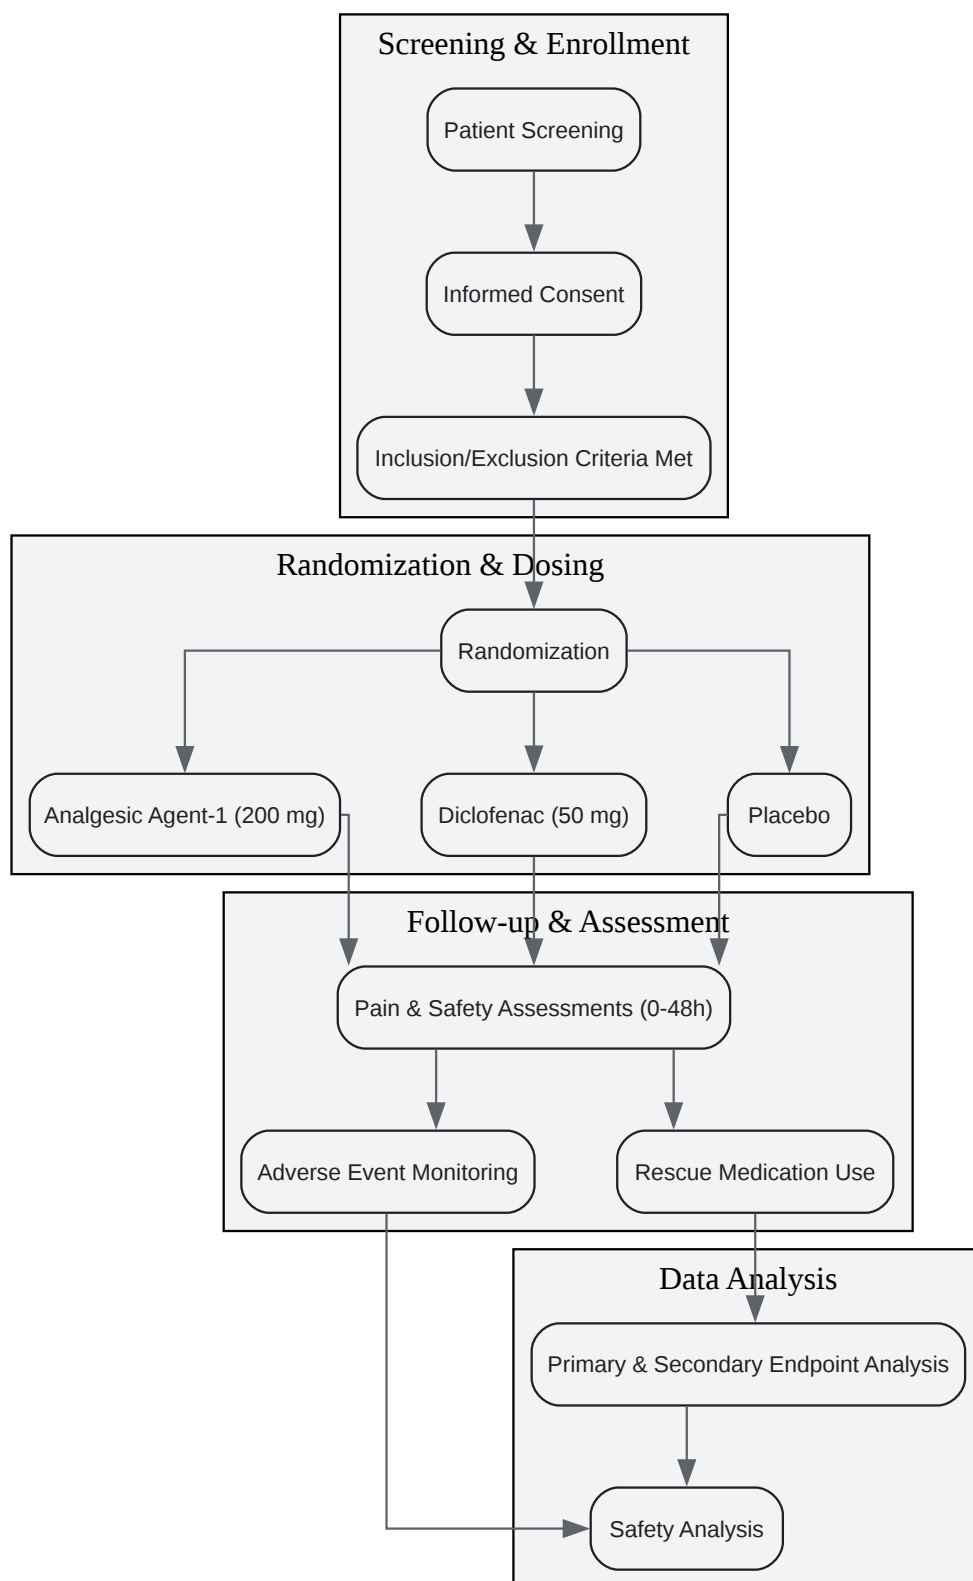 Screening & Enrollment
Patient Screening
Informed Consent
Inclusion/Exclusion Criteria Met
Randomization & Dosing
Randomization
Analgesic Agent-1 (200 mg)
Diclofenac (50 mg)
Placebo
Follow-up & Assessment
Pain & Safety Assessments (0-48h)
Adverse Event Monitoring
Rescue Medication Use
Data Analysis
Primary & Secondary Endpoint Analysis
Safety Analysis